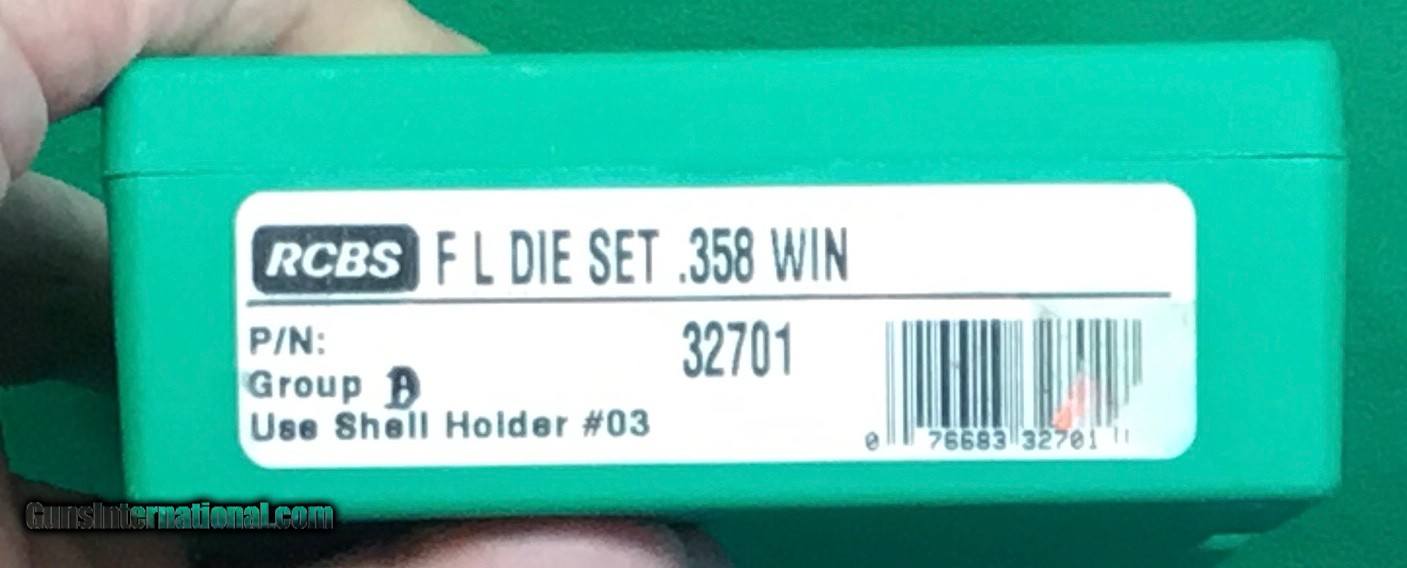 RCBS F L DIE SET .358 WIN
P/N: 32701
Group
Use Shell Holder #03
0 76683 32701
GunsInternational.com